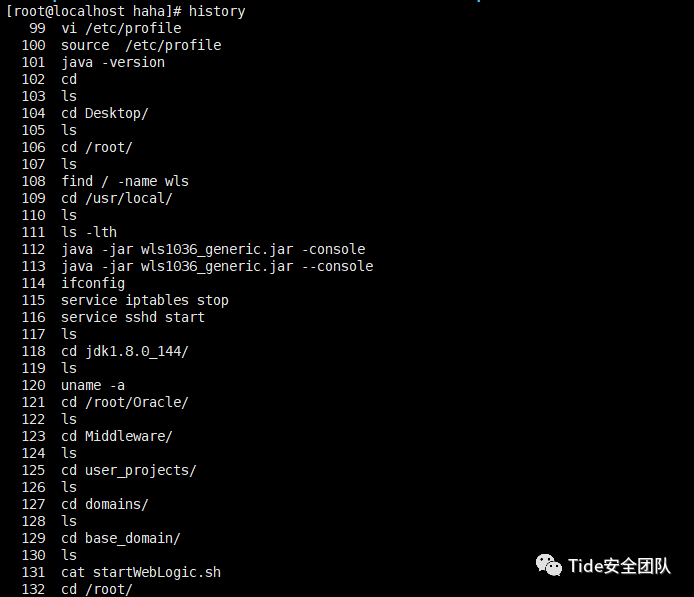 [root@localhost haha]# history
99 vi /etc/profile
100 source  /etc/profile
101 java -version
102 cd
103 ls
104 cd Desktop/
105 ls
106 cd /root/
107 ls
108 find / -name wls
109 cd /usr/local/
110 ls
111 ls -lth
112 java -jar wls1036_generic.jar -console
113 java -jar wls1036_generic.jar --console
114 ifconfig
115 service iptables stop
116 service sshd start
117 ls
118 cd jdk1.8.0_144/
119 ls
120 uname -a
121 cd /root/Oracle/
122 ls
123 cd Middleware/
124 ls
125 cd user_projects/
126 ls
127 cd domains/
128 ls
129 cd base_domain/
130 ls
131 cat startWebLogic.sh
132 cd /root/
Tide安全团队